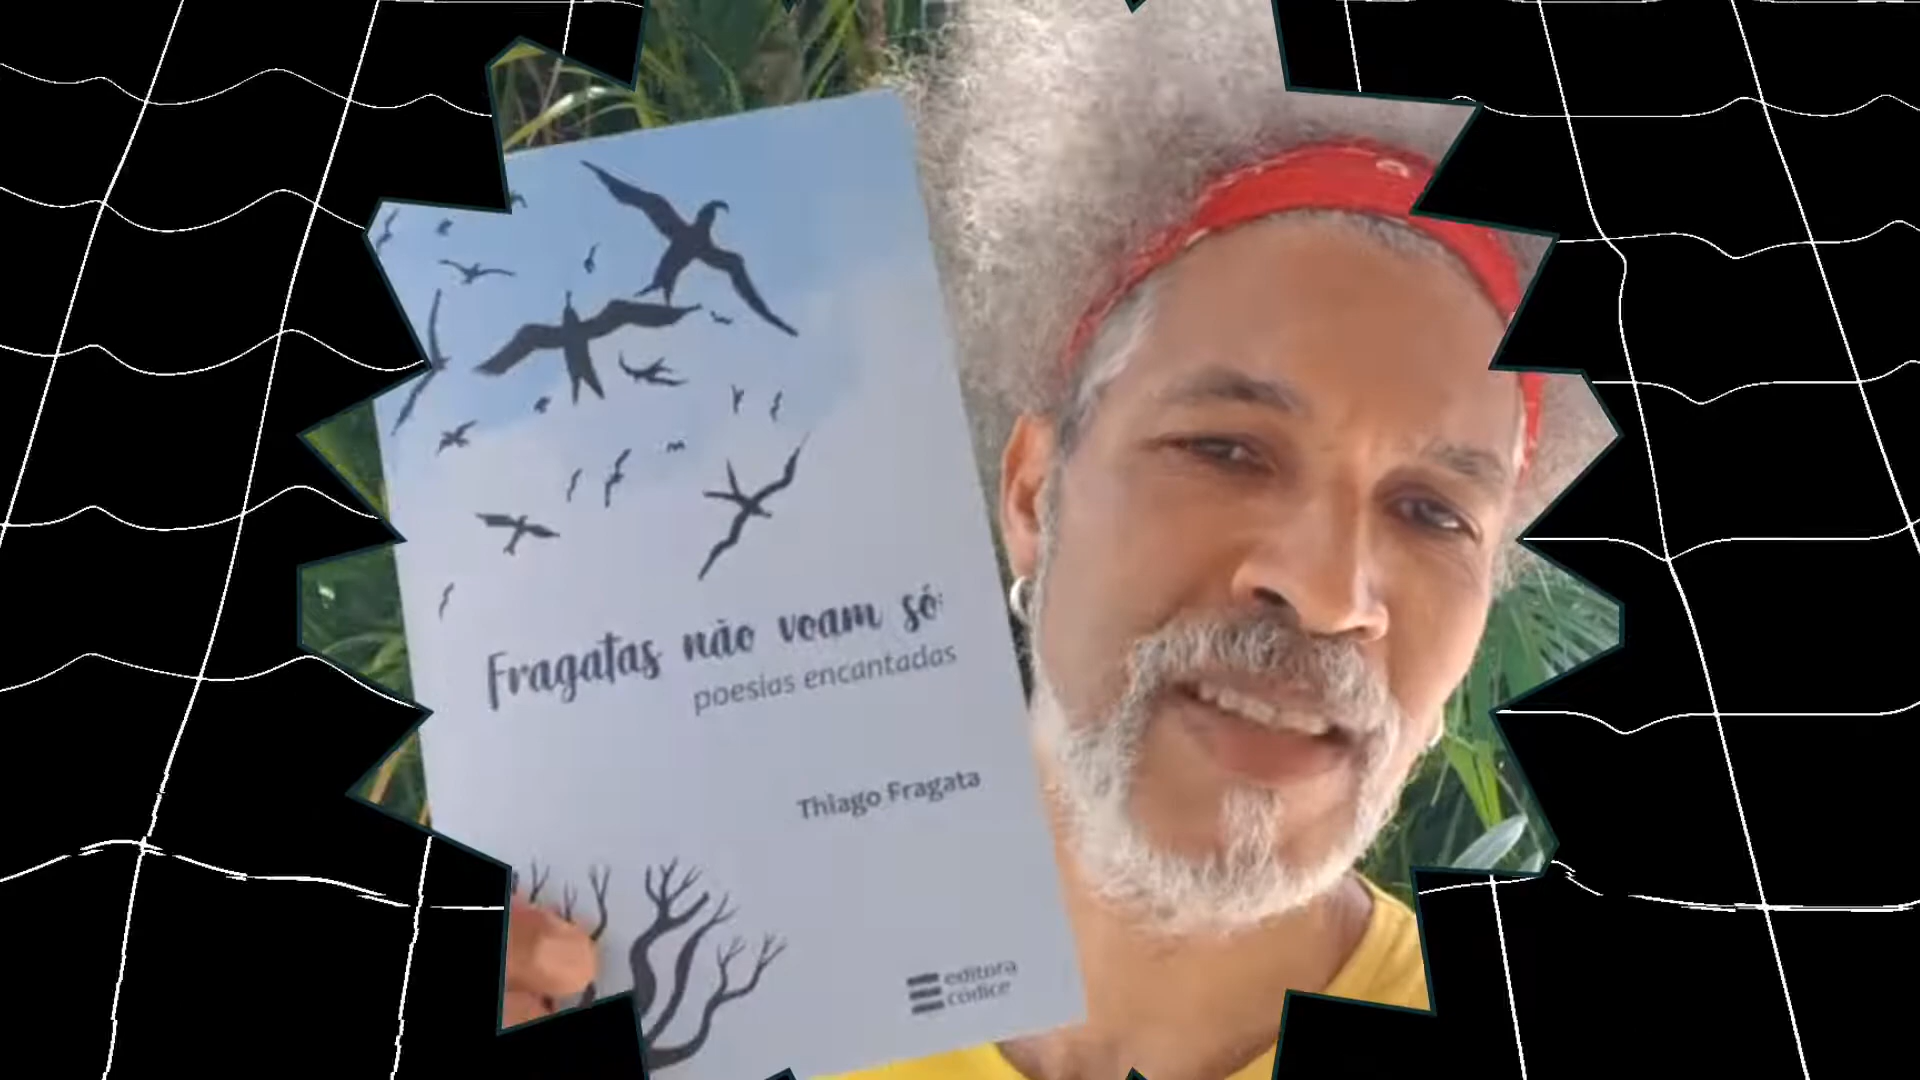 Fragatas não voam só:
poesias encantadas
Thiago Fragata
editora
códice